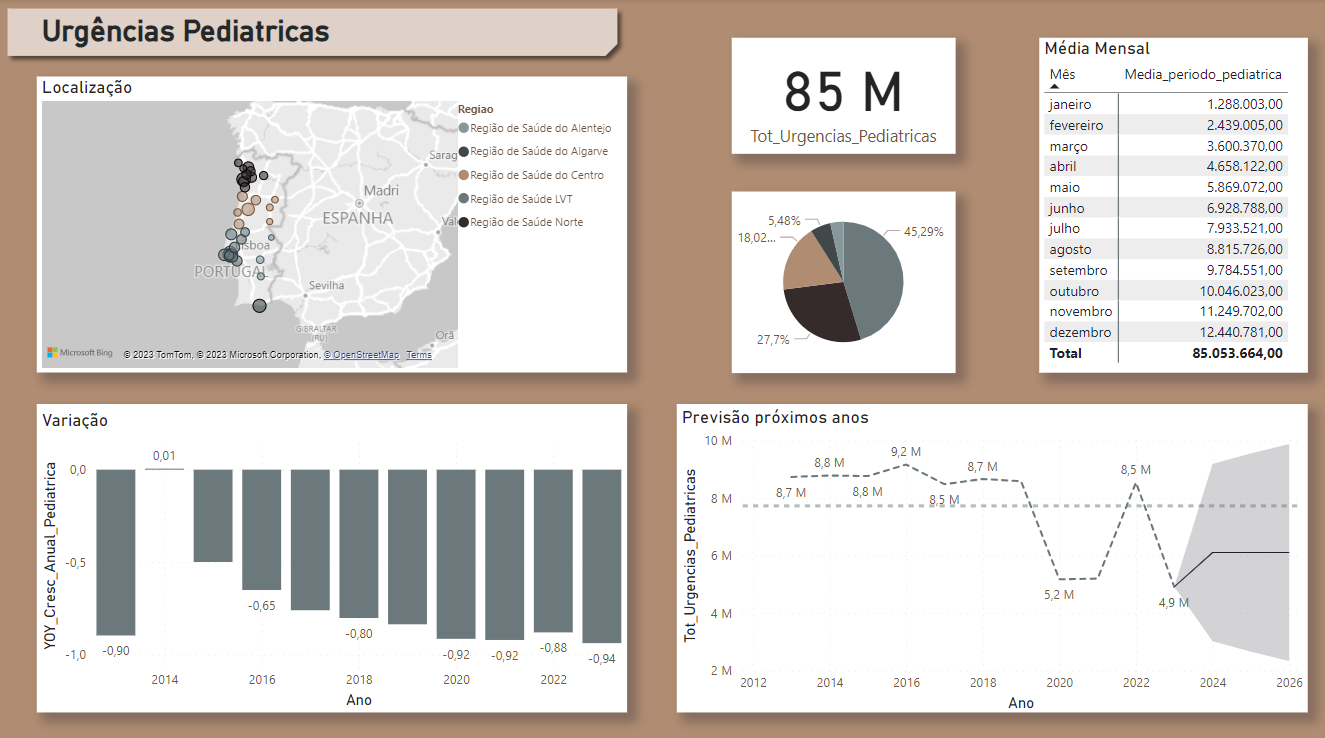 Urgências Pediatricas
Localização
Regiao
Região de Saúde do Alentejo
Região de Saúde do Algarve
Região de Saúde do Centro
Região de Saúde LVT
Região de Saúde Norte
Sarag
Madri
ESPANHA
Val
PORTUGAL
Sevilha
GIBRALTAR
(RU)
Orã
Microsoft Bing
© 2023 TomTom, © 2023 Microsoft Corporation, © OpenStreetMap Terms
85 M
Tot_Urgencias_Pediatricas
5,48%
18,02...
45,29%
27,7%
Média Mensal
Mês Media_periodo_pediatrica
janeiro 1.288.003,00
fevereiro 2.439.005,00
março 3.600.370,00
abril 4.658.122,00
maio 5.869.072,00
junho 6.928.788,00
julho 7.933.521,00
agosto 8.815.726,00
setembro 9.784.551,00
outubro 10.046.023,00
novembro 11.249.702,00
dezembro 12.440.781,00
Total 85.053.664,00
Variação
YOY_Cresc_Anual_Pediatrica
0,0
-0,5
-1,0
0,01
-0,65
-0,80
-0,90
-0,92
-0,92
-0,88
-0,94
2014 2016 2018 2020 2022
Ano
Previsão próximos anos
Tot_Urgencias_Pediatricas
10 M
8 M
6 M
4 M
2 M
8,7 M
8,8 M
8,8 M
9,2 M
8,5 M
8,7 M
5,2 M
8,5 M
4,9 M
2012 2014 2016 2018 2020 2022 2024 2026
Ano